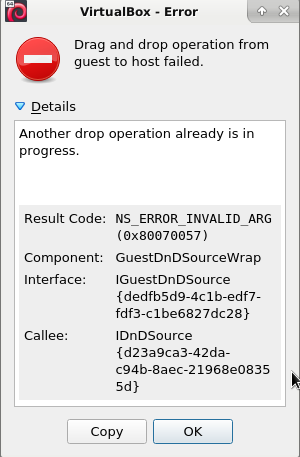 VirtualBox - Error
Drag and drop operation from
guest to host failed.
Details
Another drop operation already is in
progress.
Result Code: NS_ERROR_INVALID_ARG
(0x80070057)
Component: GuestDnDSourceWrap
Interface: IGuestDnDSource
{dedfb5d9-4c1b-edf7-
fdf3-c1be6827dc28}
Callee: IDnDSource
{d23a9ca3-42da-
c94b-8aec-21968e0835
5d}
Copy OK